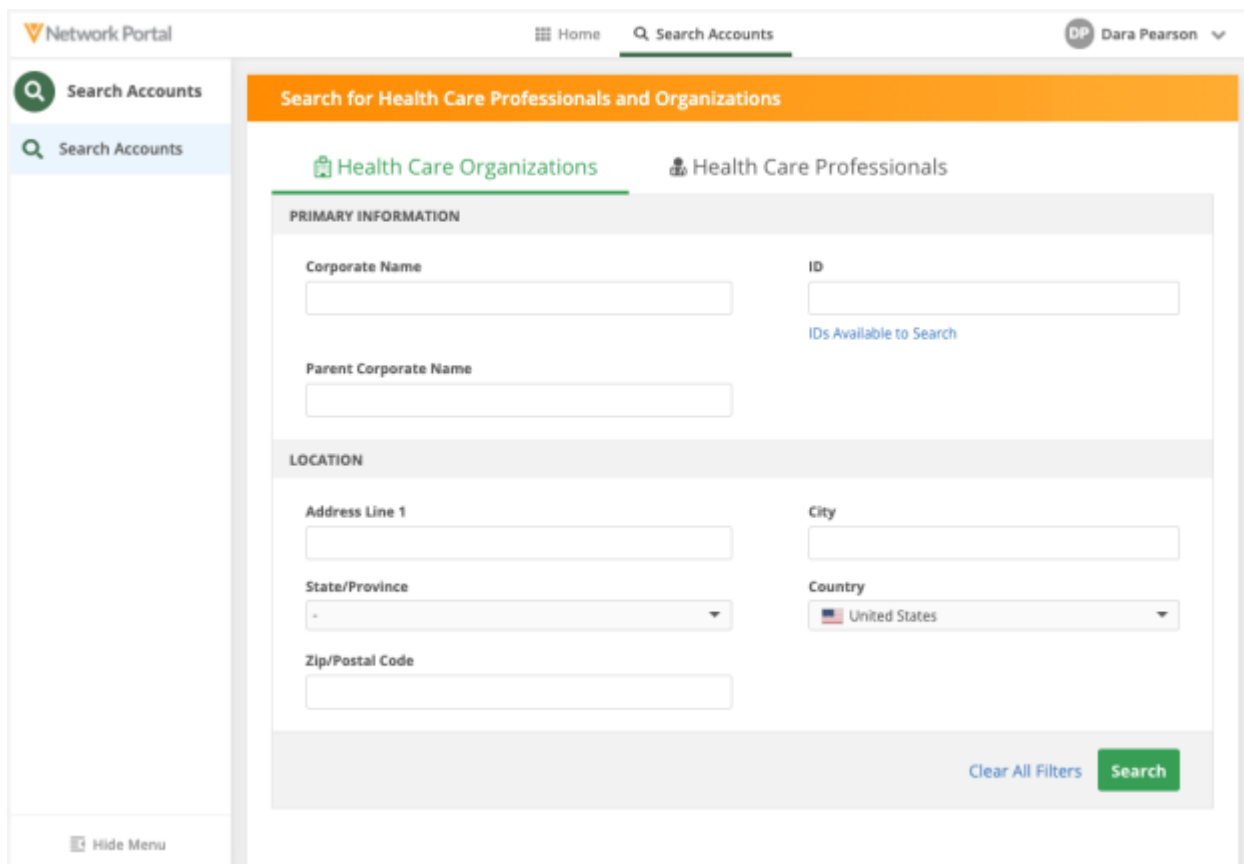 Network Portal
Home
Search Accounts
DP
Dara Pearson
Search Accounts
Search Accounts
Search for Health Care Professionals and Organizations
Health Care Organizations
Health Care Professionals
PRIMARY INFORMATION
Corporate Name
ID
IDs Available to Search
Parent Corporate Name
LOCATION
Address Line 1
City
State/Province
Country
-
United States
Zip/Postal Code
Clear All Filters
Search
Hide Menu